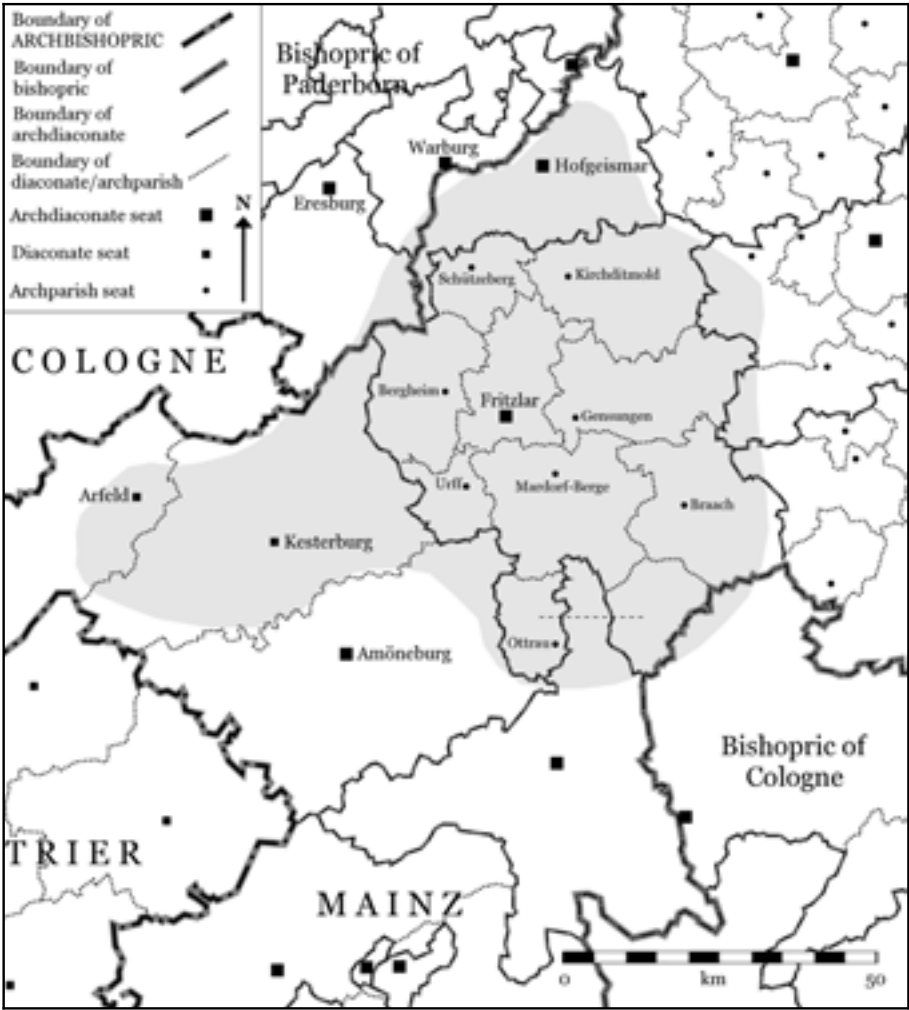 Boundary of
ARCHBISHOPRIC
Boundary of
bishopric
Boundary of
archdiaconate
Boundary of
diaconate/archparish
Archdiaconate seat
Diaconate seat
Archparish seat
N
Bishopric of
Paderborn
Warburg
Hofgeismar
Eresburg
Schützeberg
Kirchditmold
COLOGNE
Bergheim
Fritzlar
Gensungen
Urff
Mardorf-Berge
Arfeld
Braach
Kesterburg
Ottrau
Amöneburg
Bishopric of
Cologne
TRIER
MAINZ
0 km 50